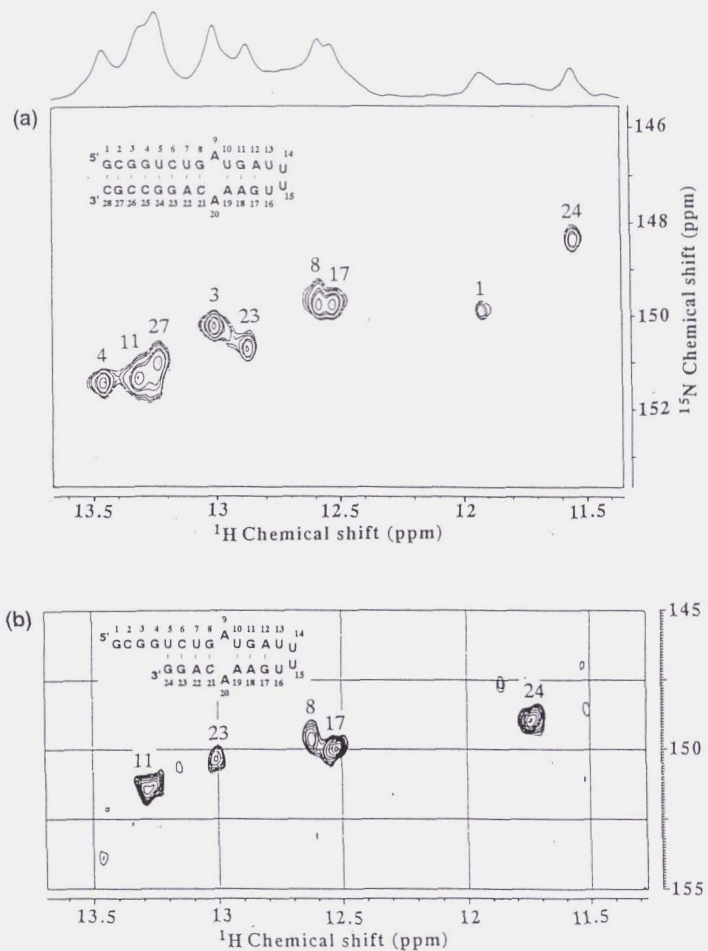 (a)
9
1 2 3 4 5 6 7 8 10 11 12 13
14
5' G C G G U C U G A U G A U U
3' C G C C G G A C A A A G U U
15
28 27 26 25 24 23 22 21 19 18 17 16
20
4
11
27
3
23
8
17
1
24
146
148
150
152
15N Chemical shift (ppm)
13.5 13 12.5 12 11.5
1H Chemical shift (ppm)
(b)
9
1 2 3 4 5 6 7 8 10 11 12 13
14
5' G C G G U C U G A U G A U U
3' G G A C A A A G U U
15
24 23 22 21 19 18 17 16
20
11
23
8
17
24
145
150
155
13.5 13 12.5 12 11.5
1H Chemical shift (ppm)